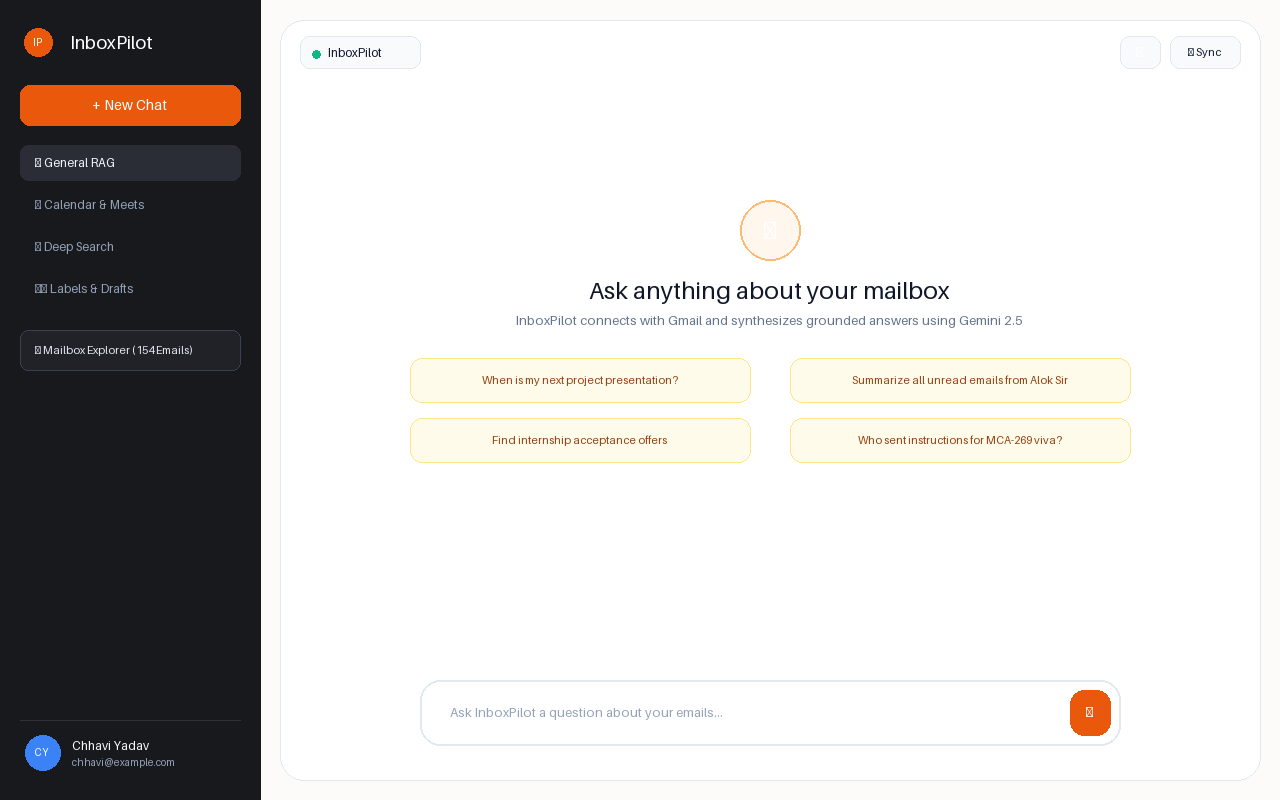 IP
InboxPilot
+ New Chat
General RAG
Calendar & Meets
Deep Search
Labels & Drafts
Mailbox Explorer (154 Emails)
CY
Chhavi Yadav
chhavi@example.com
InboxPilot
Sync
Ask anything about your mailbox
InboxPilot connects with Gmail and synthesizes grounded answers using Gemini 2.5
When is my next project presentation?
Summarize all unread emails from Alok Sir
Find internship acceptance offers
Who sent instructions for MCA-269 viva?
Ask InboxPilot a question about your emails...